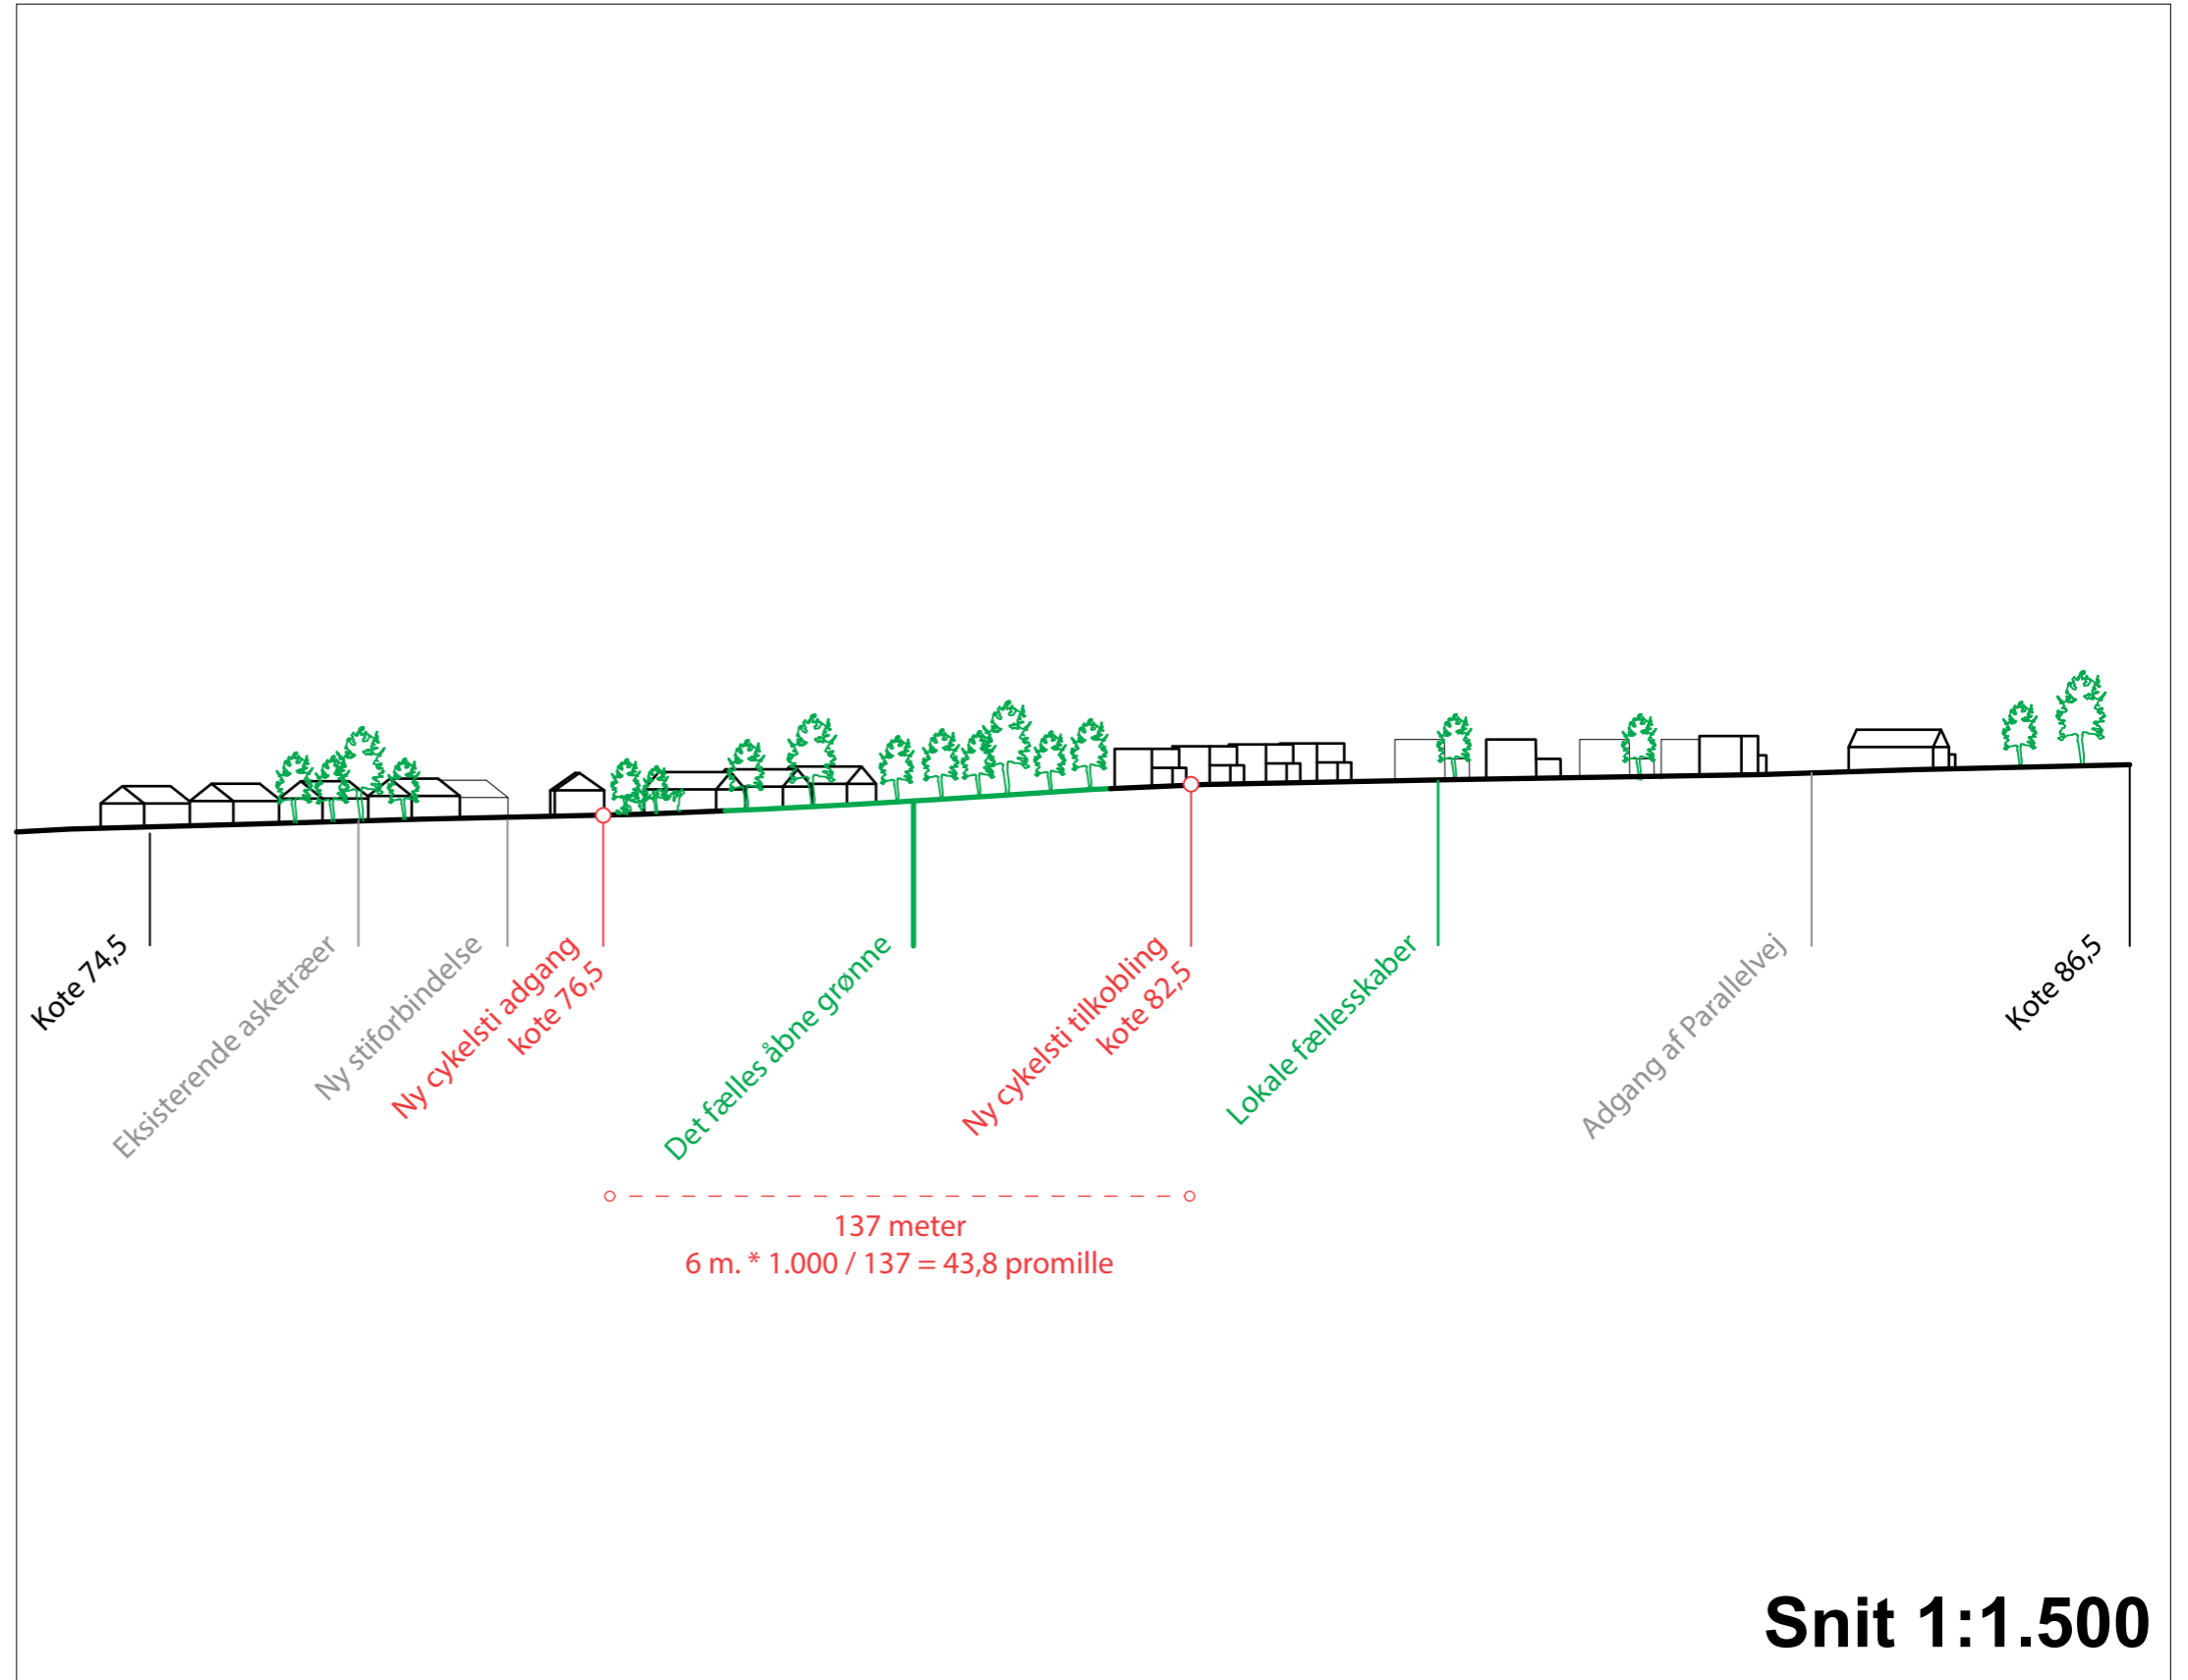 Kote 74,5
Eksisterende asketræer
Ny stiforbindelse
Ny cykelsti adgang
kote 76,5
Det fælles åbne grønne
Ny cykelsti tilkobling
kote 82,5
Lokale fællesskaber
Adgang af Parallelvej
Kote 86,5
137 meter
6 m. * 1.000 / 137 = 43,8 promille
Snit 1:1.500